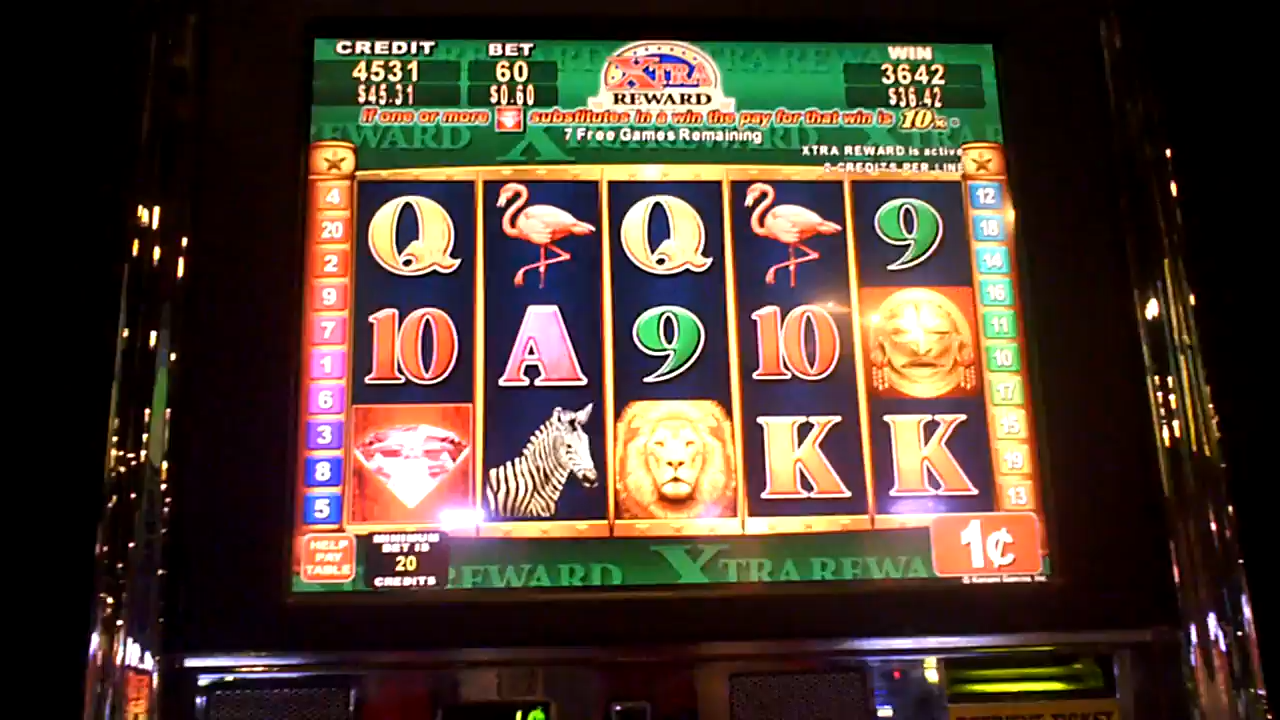 CREDIT
4531
$45.31
BET
60
$0.60
XTRA
REWARD
WIN
3642
$36.42
If one or more substitutes in a win the pay for that win is 10x
7 Free Games Remaining
XTRA REWARD is active
2 CREDITS PER LINE
4
20
2
9
7
1
6
3
8
5
Q
Q
9
10
A
9
10
K
K
12
18
14
16
11
10
17
15
19
13
HELP
PAY
TABLE
MINIMUM
BET IS
20
CREDITS
REWARD XTRA REWA
1¢